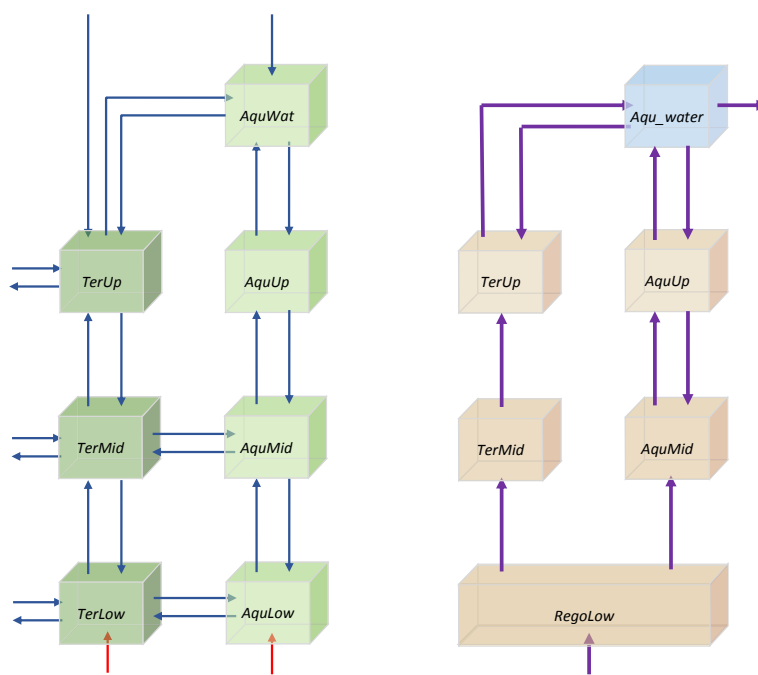 AquWat
Aqu_water
TerUp
AquUp
TerUp
AquUp
TerMid
AquMid
TerMid
AquMid
TerLow
AquLow
RegoLow